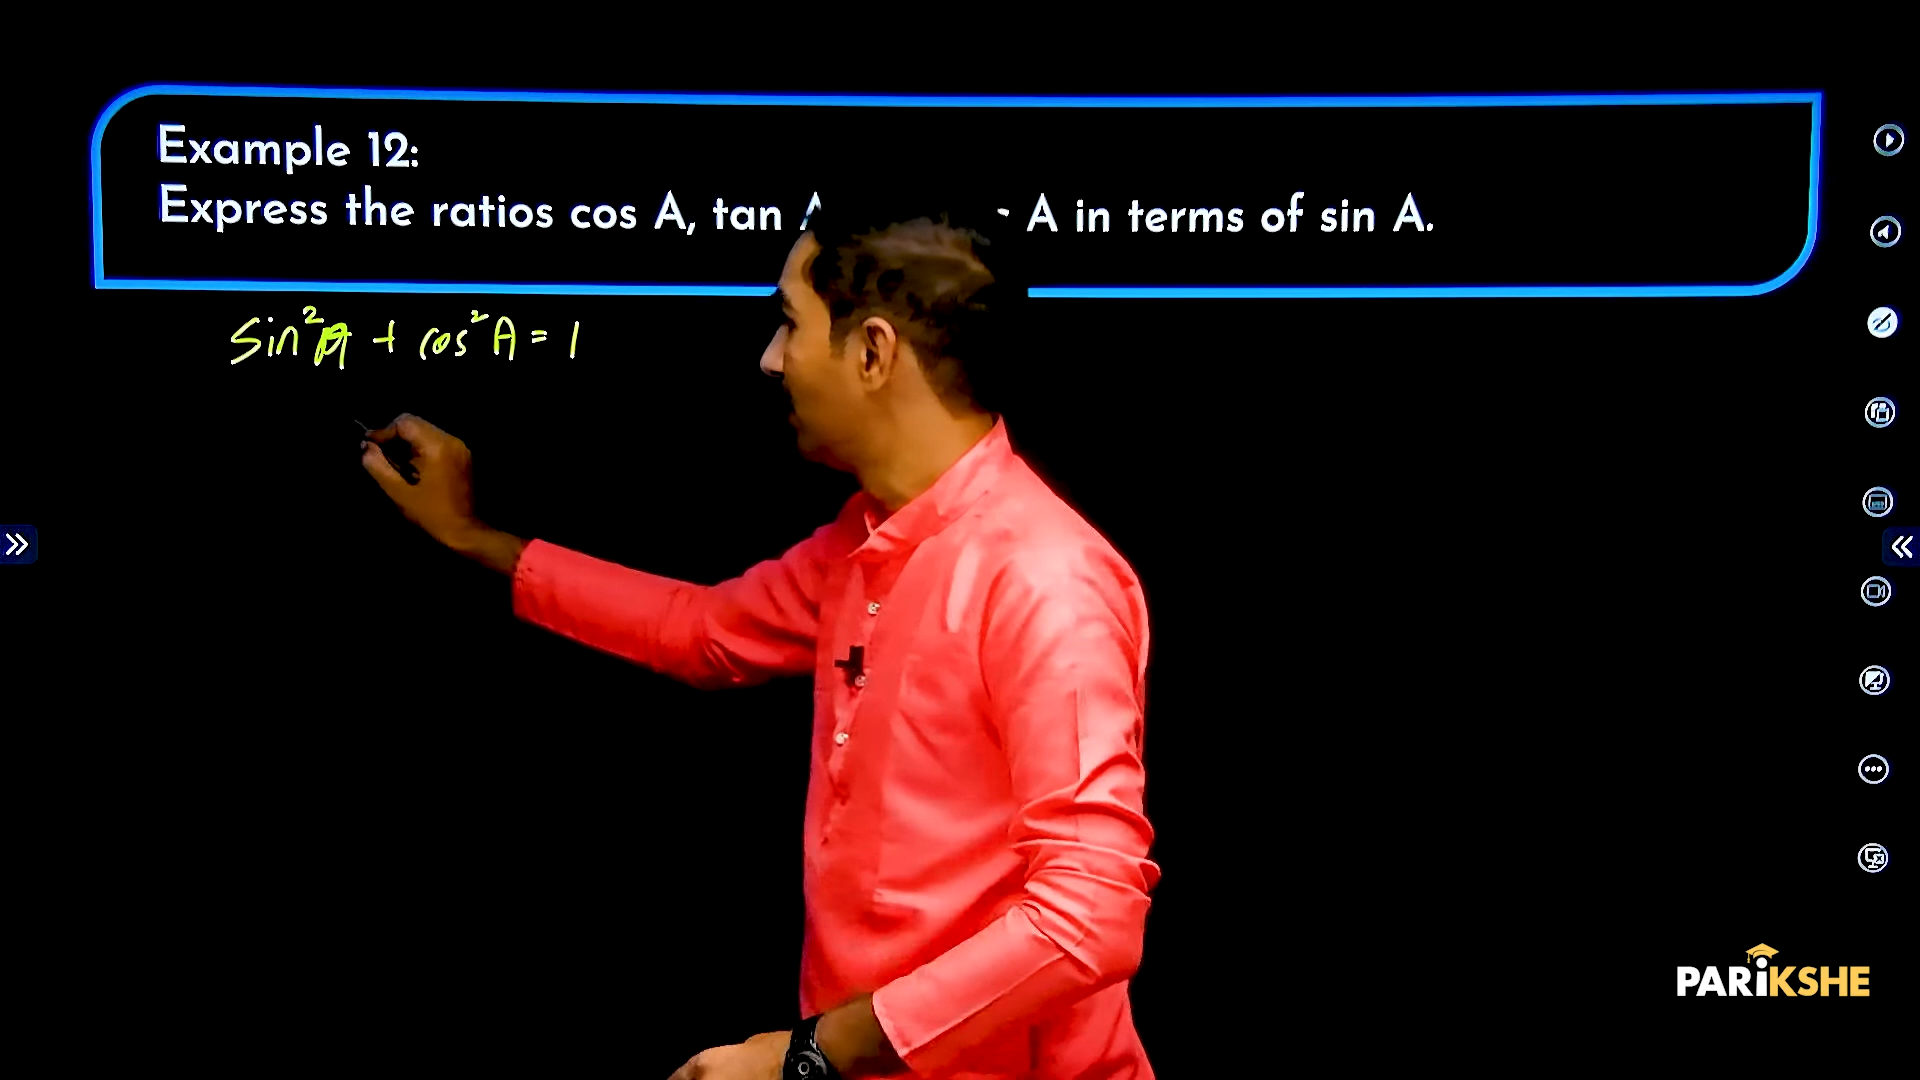 Example 12:
Express the ratios cos A, tan A in terms of sin A.
sin²A + cos²A = 1
PARiKSHE